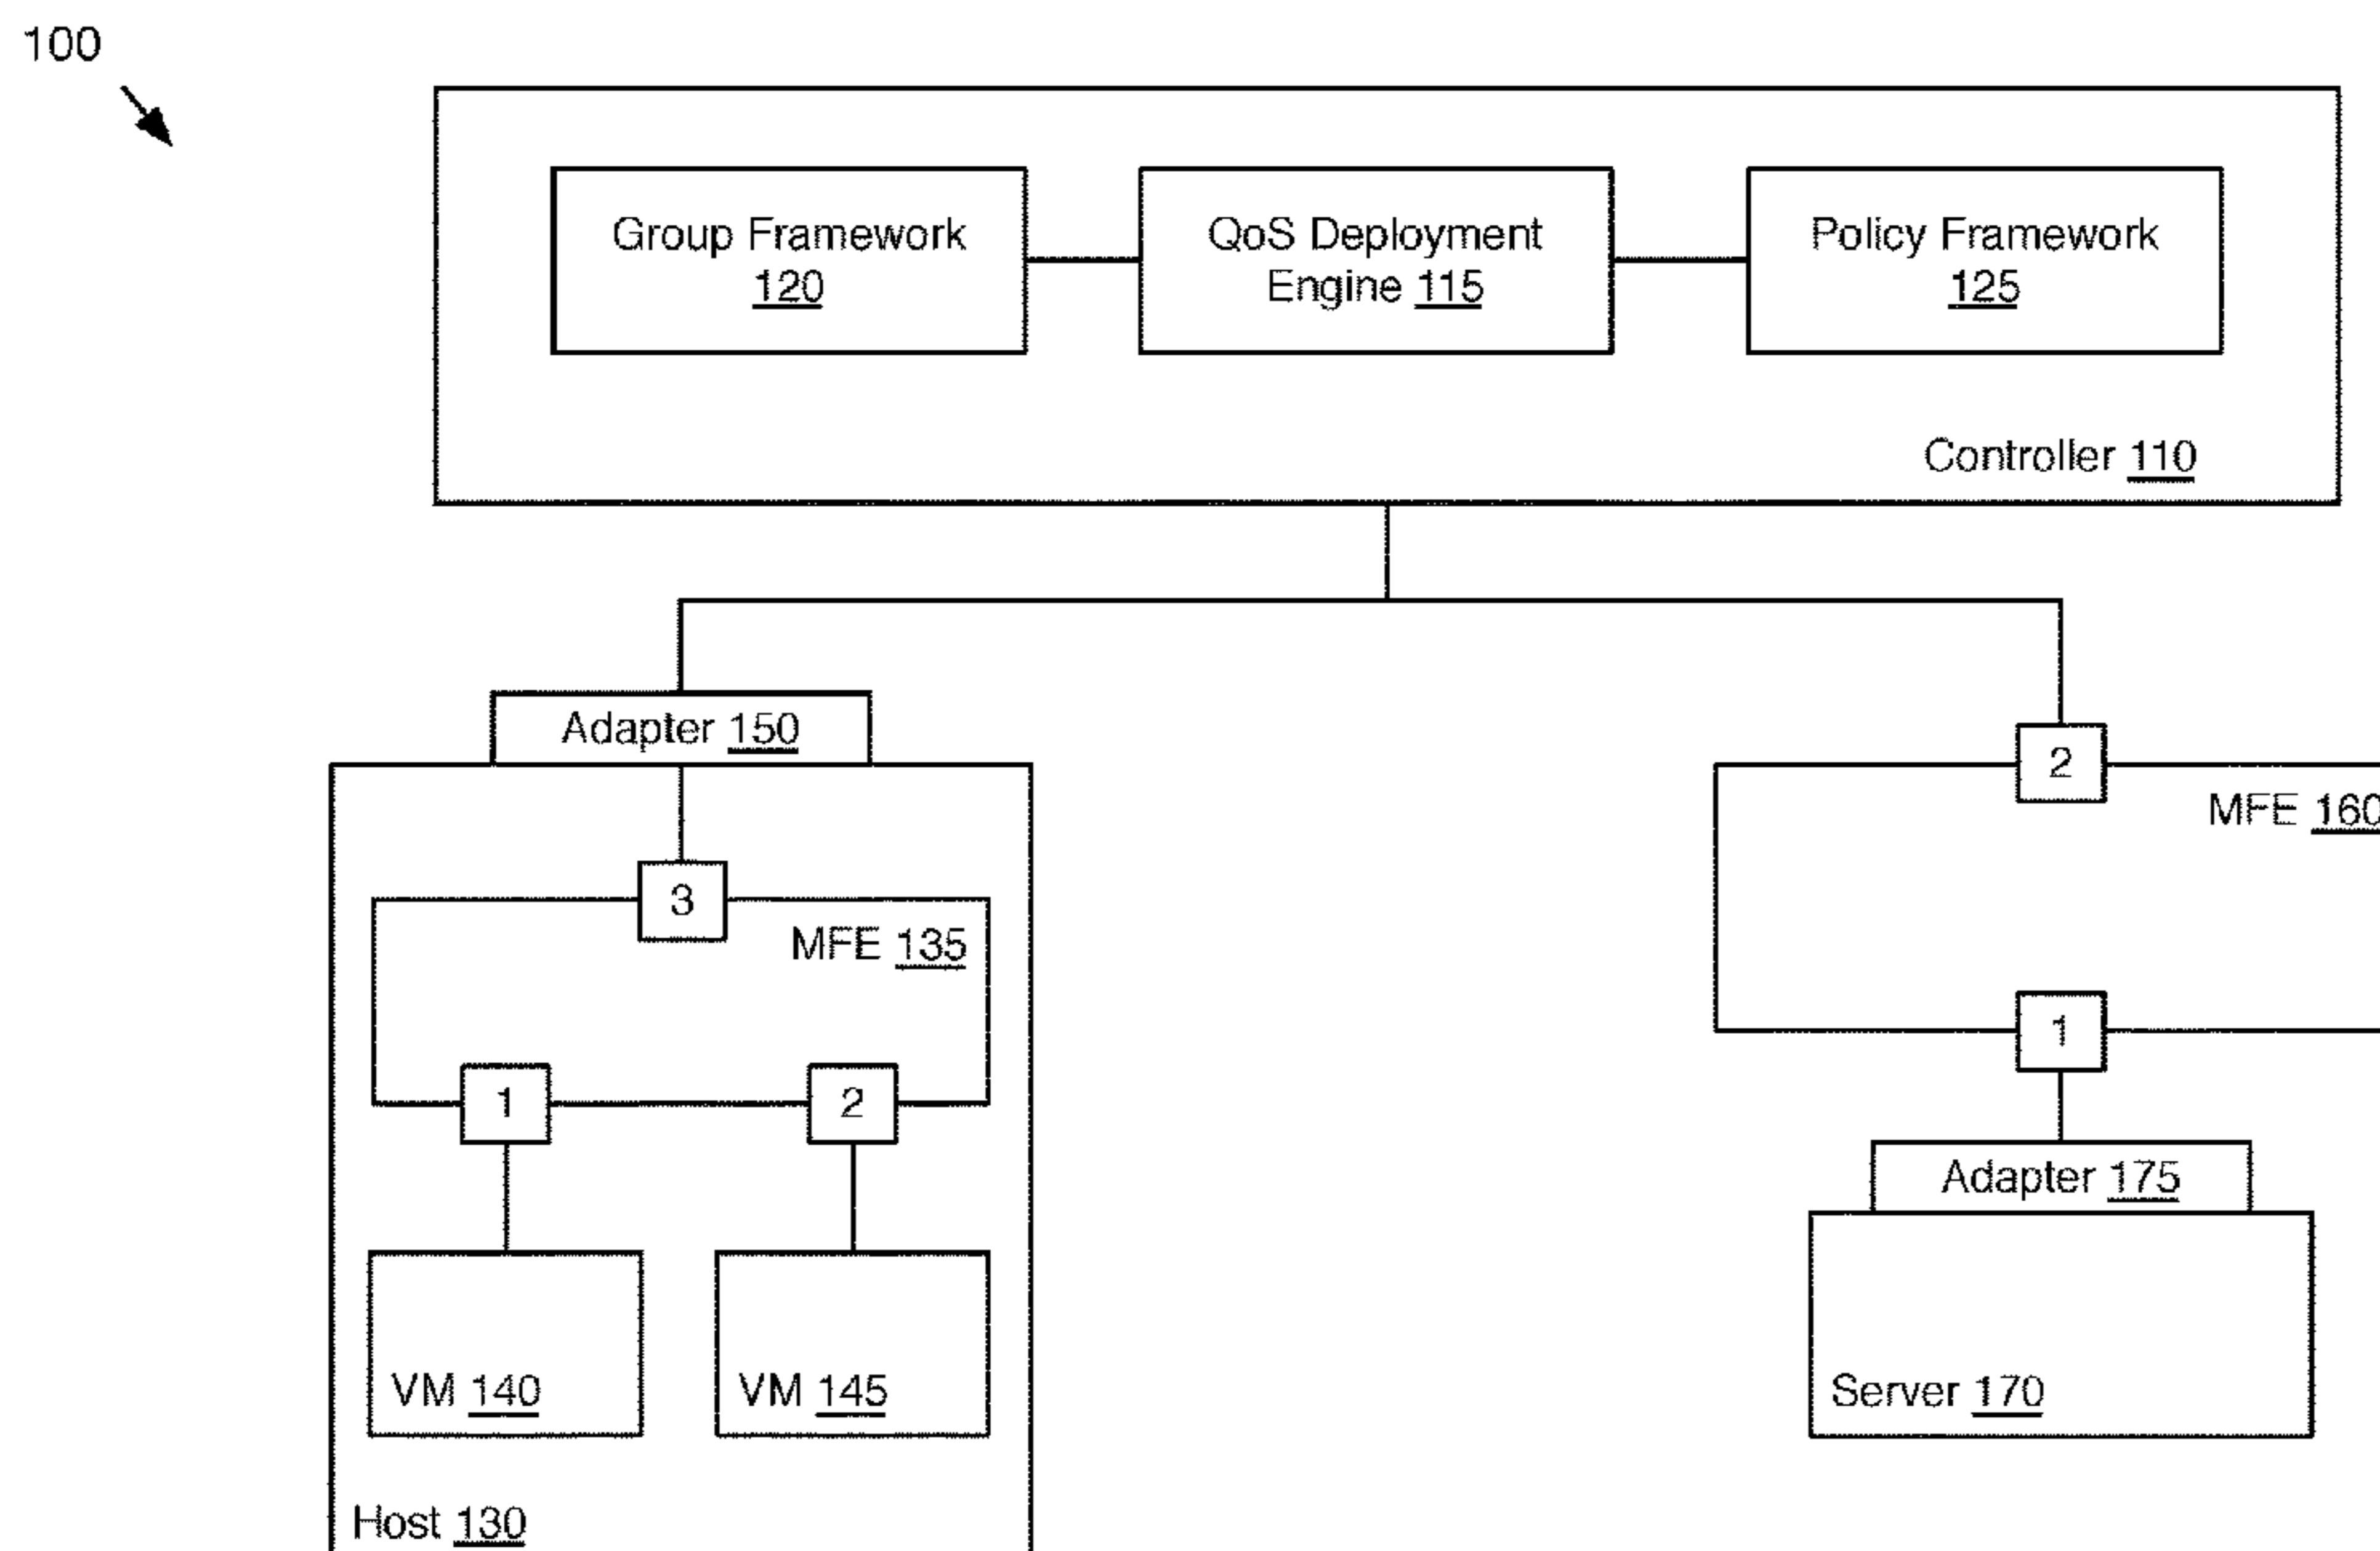 100
Group Framework
120
QoS Deployment
Engine 115
Policy Framework
125
Controller 110
Adapter 150
2
MFE 160
3
MFE 135
1
1
2
Adapter 175
VM 140
VM 145
Server 170
Host 130